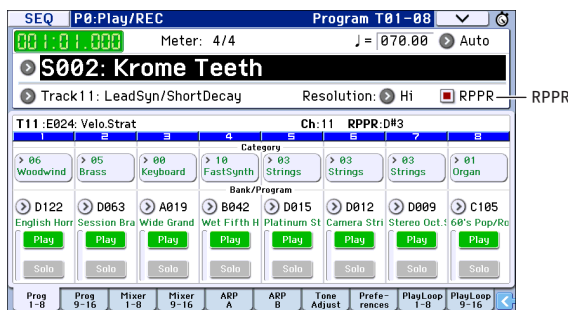 SEQ P0:Play/REC Program T01-08
001:01.000 Meter: 4/4 ♩= 070.00 Auto
S002: Krome Teeth
Track11: LeadSyn/ShortDecay Resolution: Hi RPPR RPPR
T11:E024: Velo.Strat Ch:11 RPPR:D#3
1 2 3 4 5 6 7 8
Category
> 06 > 05 > 00 > 10 > 03 > 03 > 03 > 01
Woodwind Brass Keyboard FastSynth Strings Strings Strings Organ
Bank/Program
D122 D063 A019 B042 D015 D012 D009 C105
English Horr Session Bra Wide Grand Wet Fifth H Platinum St Camera Stri Stereo Oct.S 60's Pop/Ro
Play Play Play Play Play Play Play Play
Solo Solo Solo Solo Solo Solo Solo Solo
Prog 1-8 Prog 9-16 Mixer 1-8 Mixer 9-16 ARP A ARP B Tone Adjust Prefe-rences PlayLoop 1-8 PlayLoop 9-16